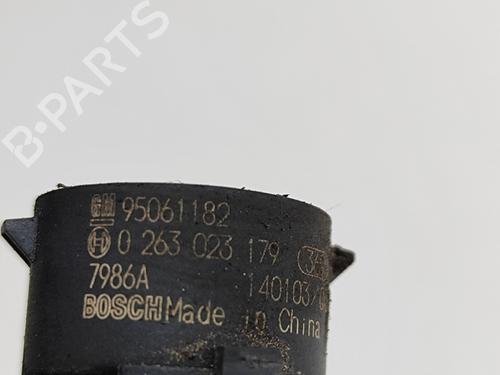 B-PARTS
GM 95061182
0 263 023 179
7986A 140103/
BOSCH Made in China